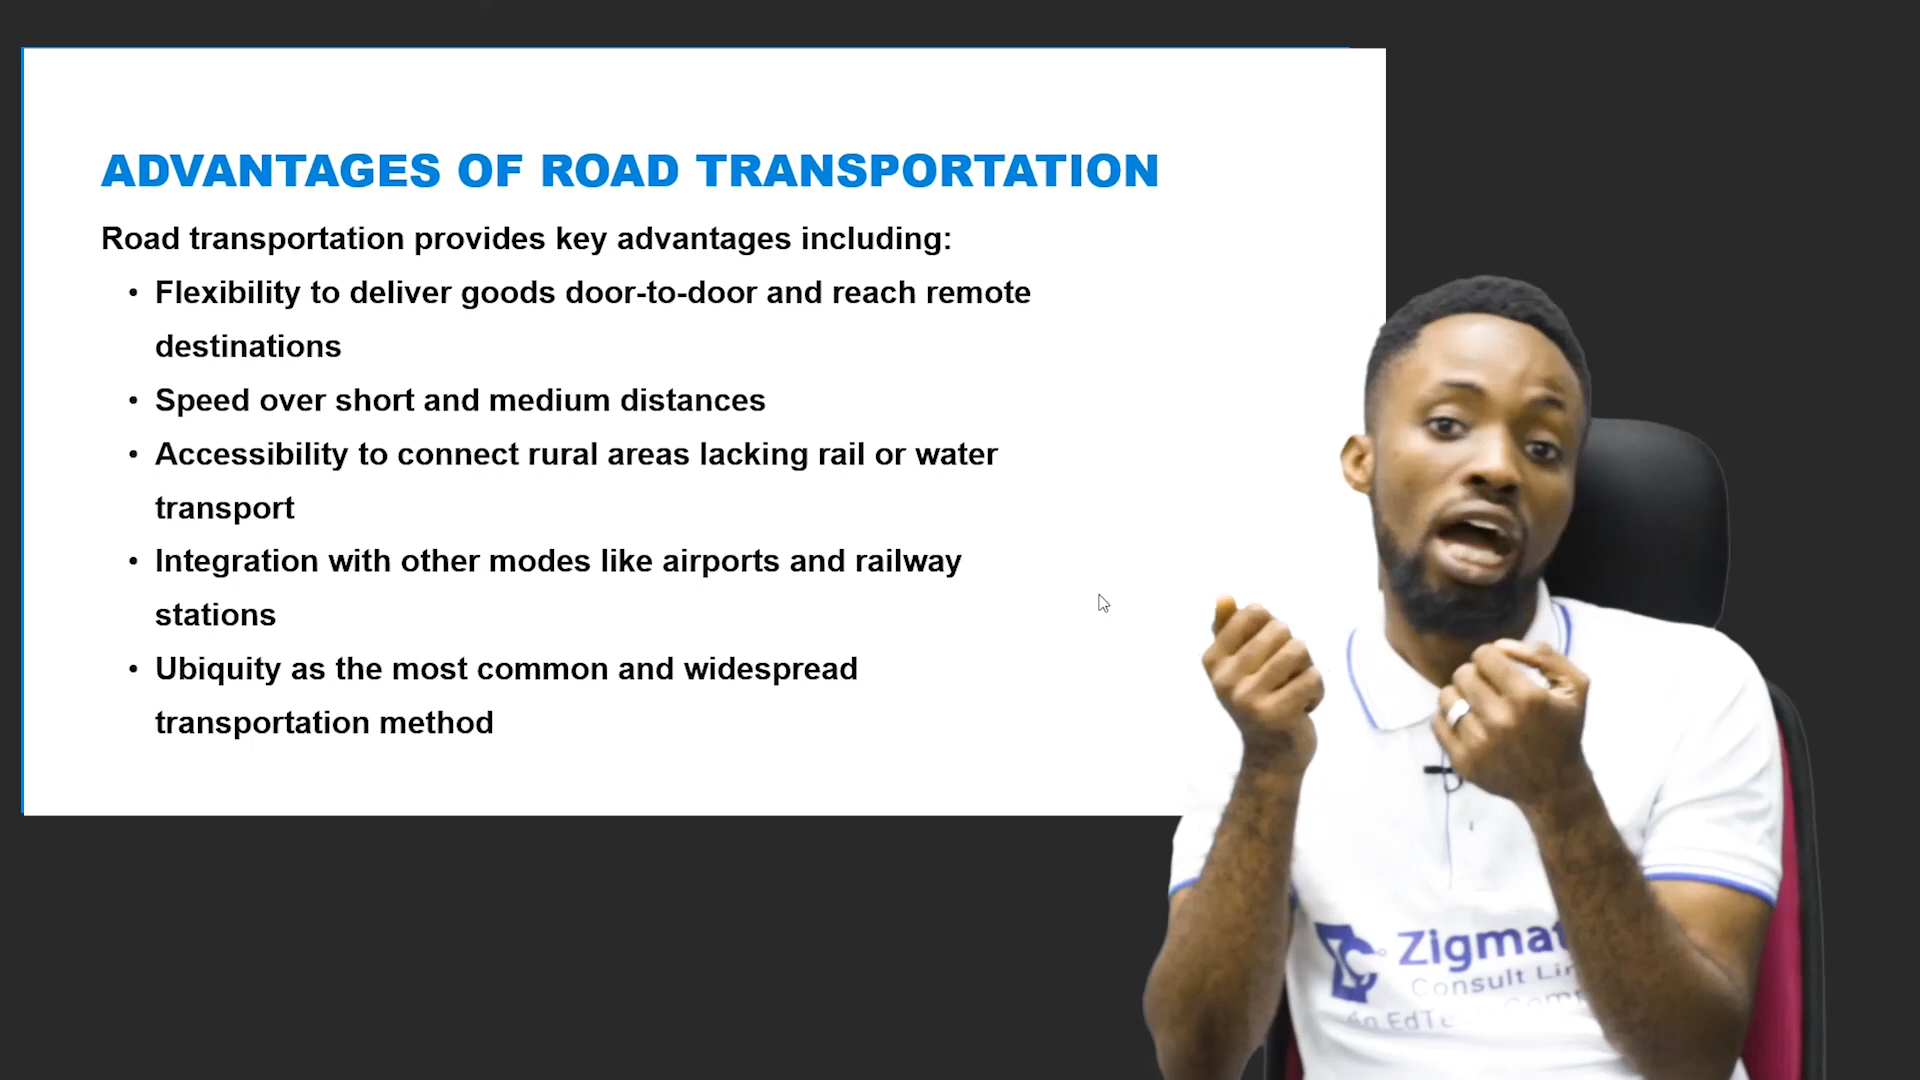 ADVANTAGES OF ROAD TRANSPORTATION
Road transportation provides key advantages including:
• Flexibility to deliver goods door-to-door and reach remote
destinations
• Speed over short and medium distances
• Accessibility to connect rural areas lacking rail or water
transport
• Integration with other modes like airports and railway
stations
• Ubiquity as the most common and widespread
transportation method
Consult